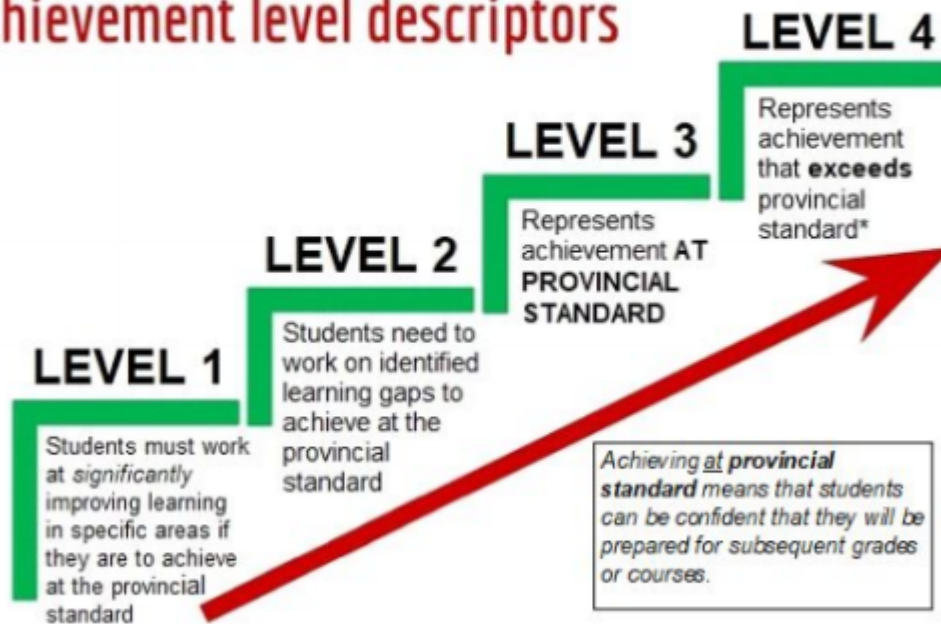 hievement level descriptors
LEVEL 4
Represents
achievement
that exceeds
provincial
standard*
LEVEL 3
Represents
achievement AT
PROVINCIAL
STANDARD
LEVEL 2
Students need to
work on identified
learning gaps to
achieve at the
provincial
standard
LEVEL 1
Students must work
at significantly
improving learning
in specific areas if
they are to achieve
at the provincial
standard
Achieving at provincial
standard means that students
can be confident that they will be
prepared for subsequent grades
or courses.